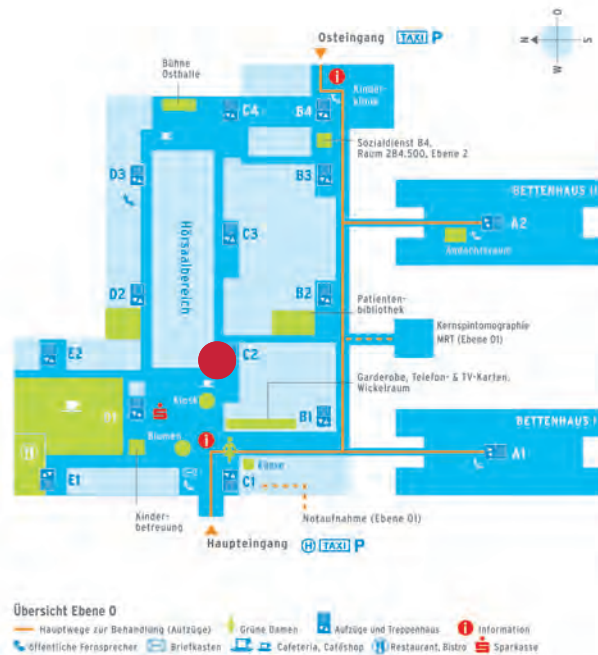 Osteingang TAXI P
O
N S
W
Bühne
Osthalle
Kinder-
klinik
C4
B4
Sozialdienst B4,
Raum 2B4.500, Ebene 2
D3
B3
BETTENHAUS II
C3
A2
Andachtsraum
Hörsaalbereich
D2
B2
Patienten-
bibliothek
Kernspintomographie
MRT (Ebene 01)
E2
C2
Garderobe, Telefon- & TV-Karten,
Wickelraum
Kiosk
B1
BETTENHAUS I
Blumen
A1
Kasse
E1
C1
Kinder-
betreuung
Notaufnahme (Ebene 01)
Haupteingang H TAXI P
Übersicht Ebene 0
Hauptwege zur Behandlung (Aufzüge)
Grüne Damen
Aufzüge und Treppenhaus
Information
öffentliche Fernsprecher
Briefkasten
Cafeteria, Caféshop
Restaurant, Bistro
Sparkasse